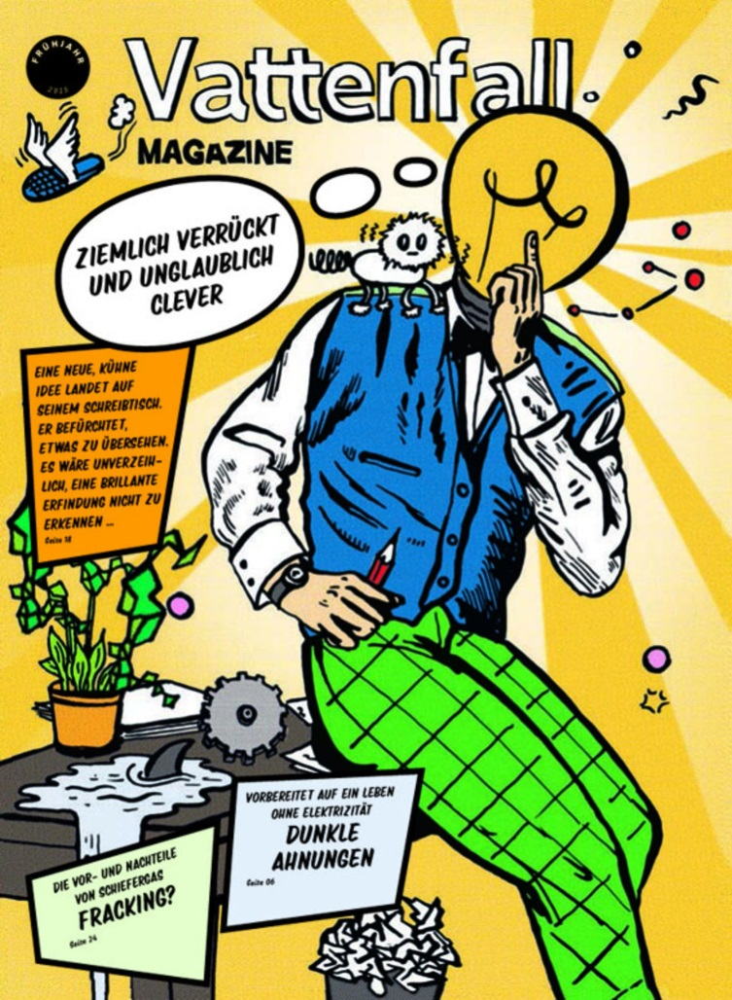 FRÜHJAHR
2015
Vattenfall
MAGAZINE
ZIEMLICH VERRÜCKT
UND UNGLAUBLICH
CLEVER
EINE NEUE, KÜHNE
IDEE LANDET AUF
SEINEM SCHREIBTISCH.
ER BEFÜRCHTET,
ETWAS ZU ÜBERSEHEN.
ES WÄRE UNVERZEIH-
LICH, EINE BRILLANTE
ERFINDUNG NICHT ZU
ERKENNEN ...
Seite 18
VORBEREITET AUF EIN LEBEN
OHNE ELEKTRIZITÄT
DUNKLE
AHNUNGEN
Seite 06
DIE VOR- UND NACHTEILE
VON SCHIEFERGAS
FRACKING?
Seite 24